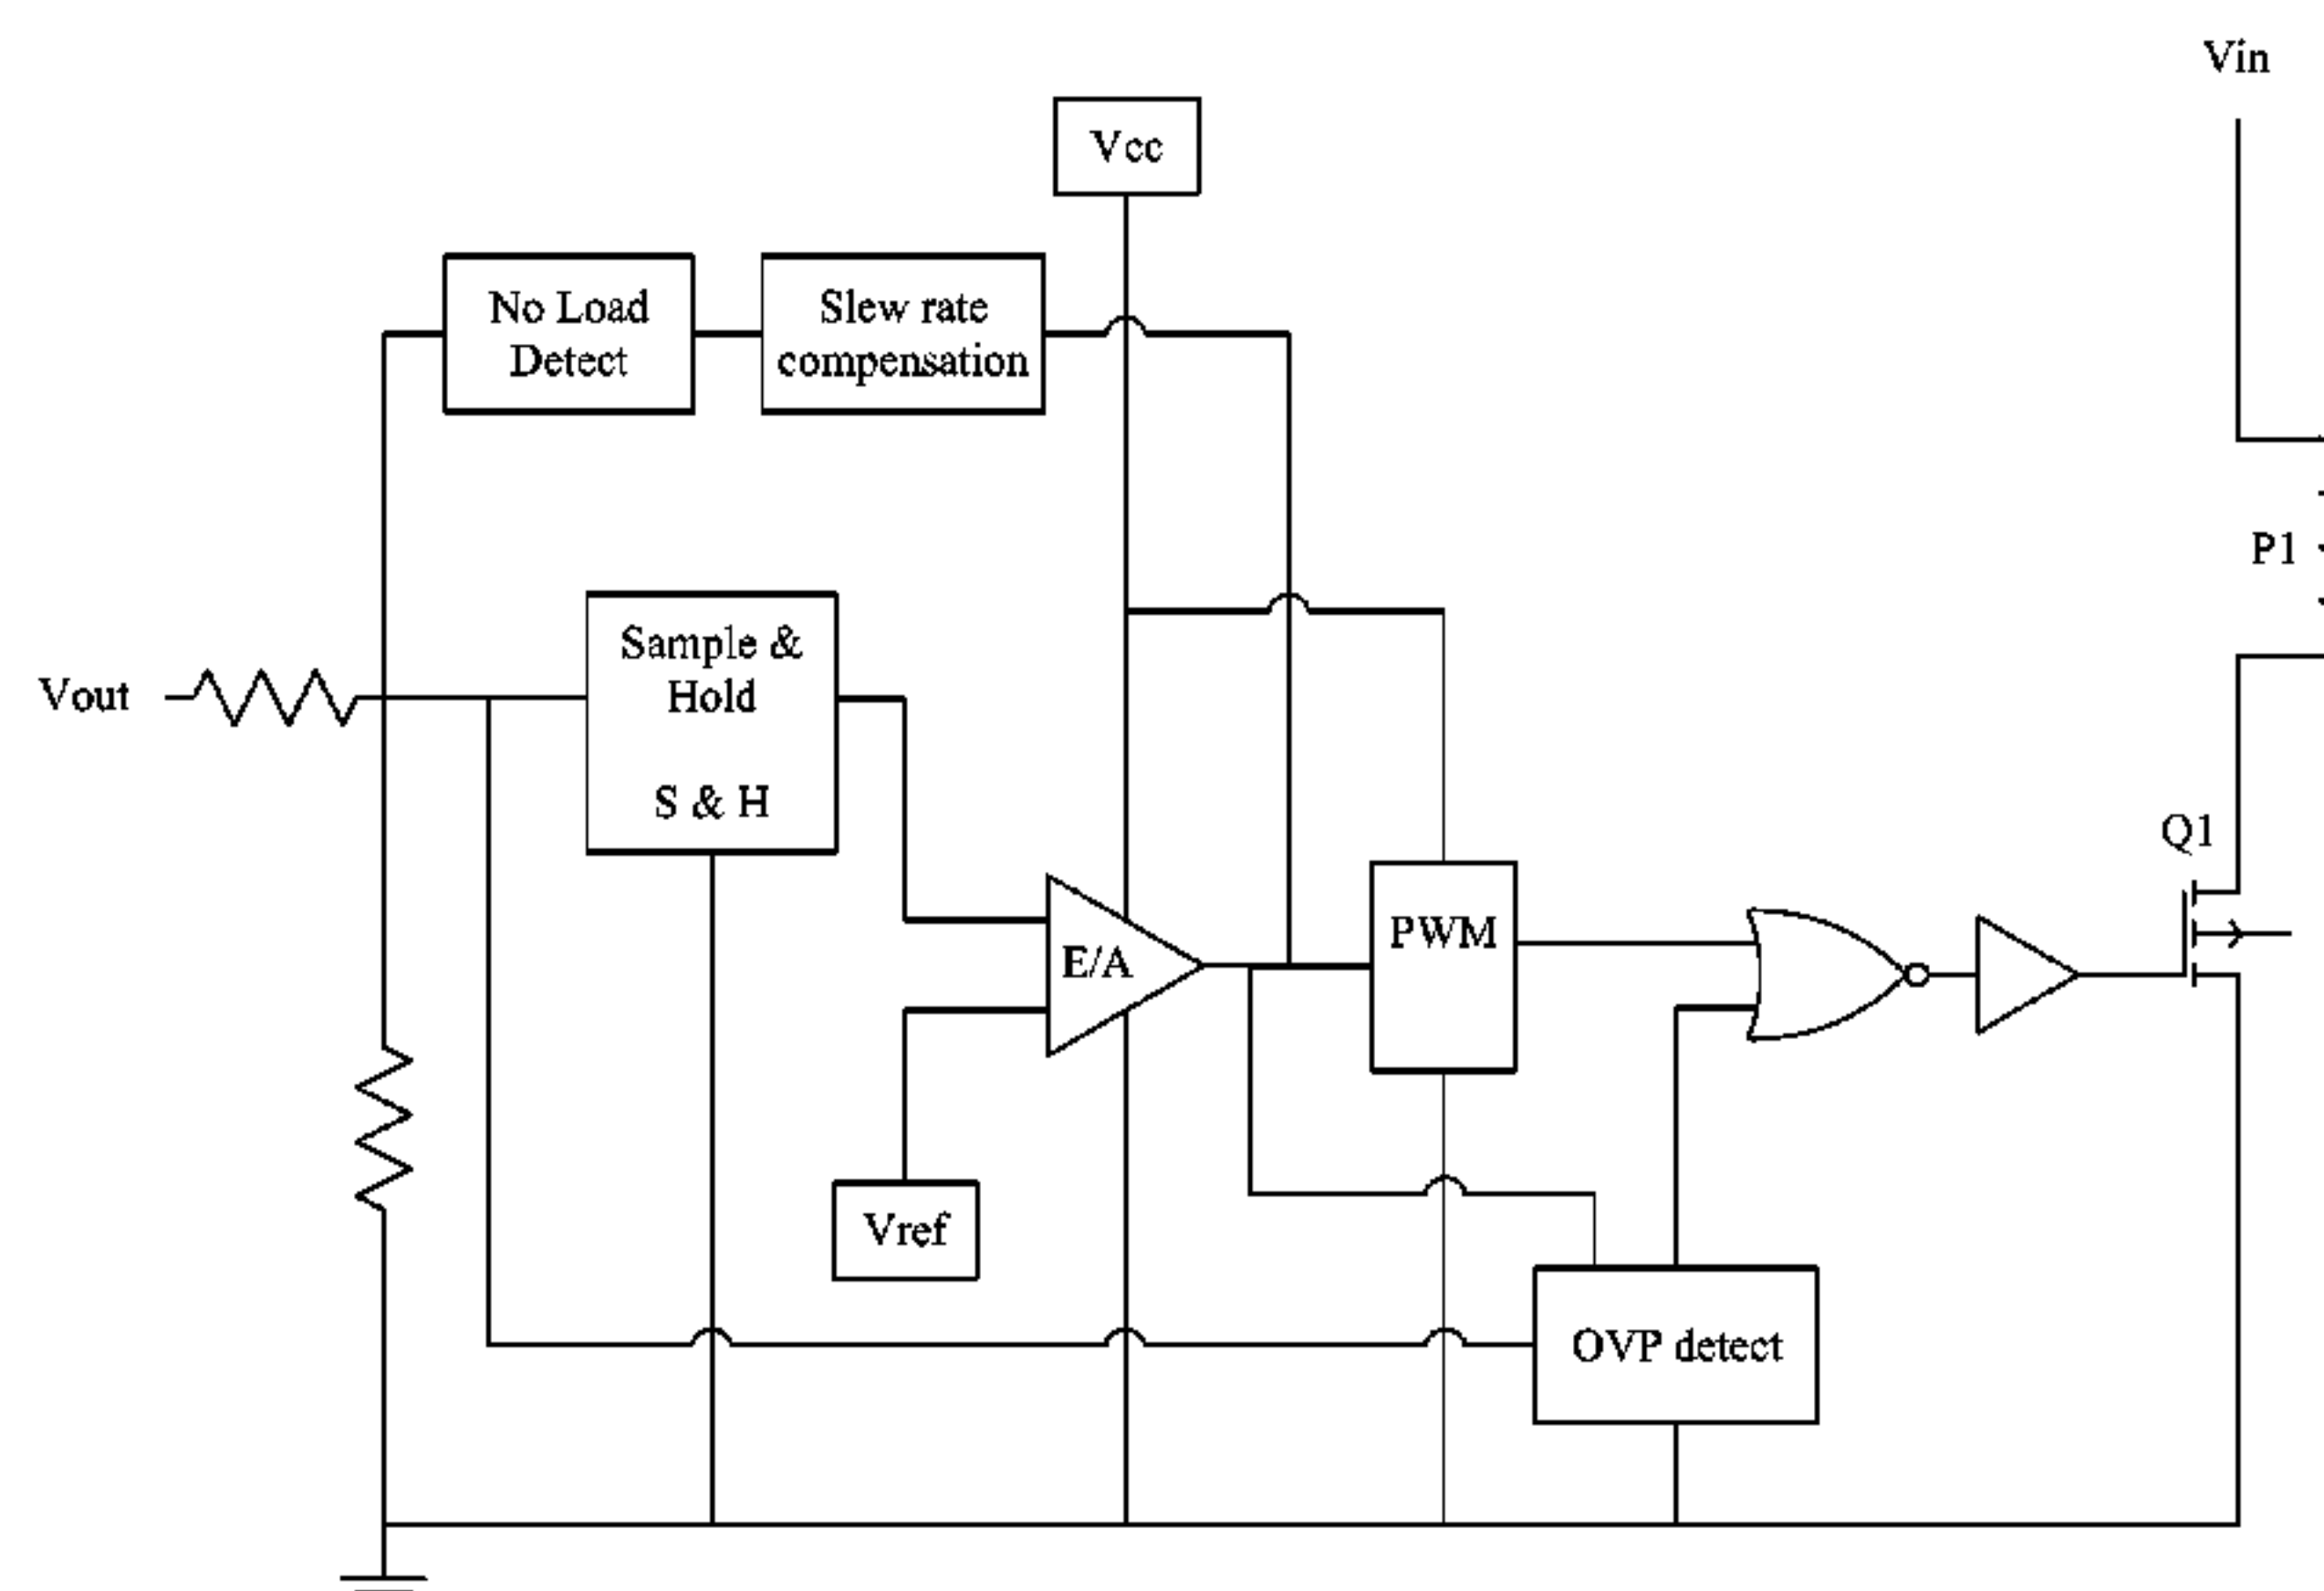 Vin
Vcc
No Load
Detect
Slew rate
compensation
P1
Sample &
Hold
S & H
Vout
Q1
PWM
E/A
Vref
OVP detect